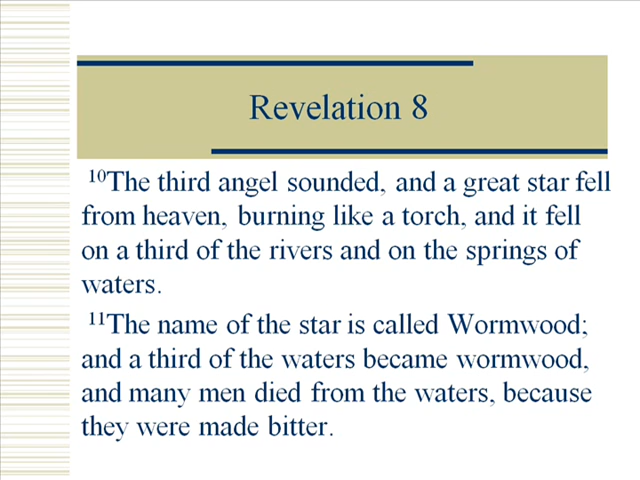 Revelation 8
10The third angel sounded, and a great star fell
from heaven, burning like a torch, and it fell
on a third of the rivers and on the springs of
waters.
11The name of the star is called Wormwood;
and a third of the waters became wormwood,
and many men died from the waters, because
they were made bitter.